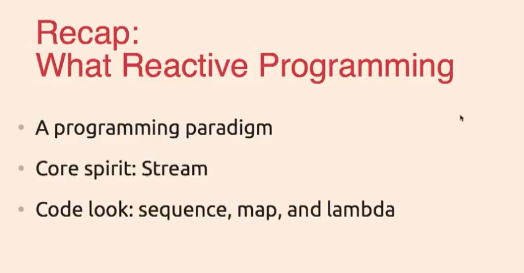 Recap:
What Reactive Programming
A programming paradigm
Core spirit: Stream
Code look: sequence, map, and lambda